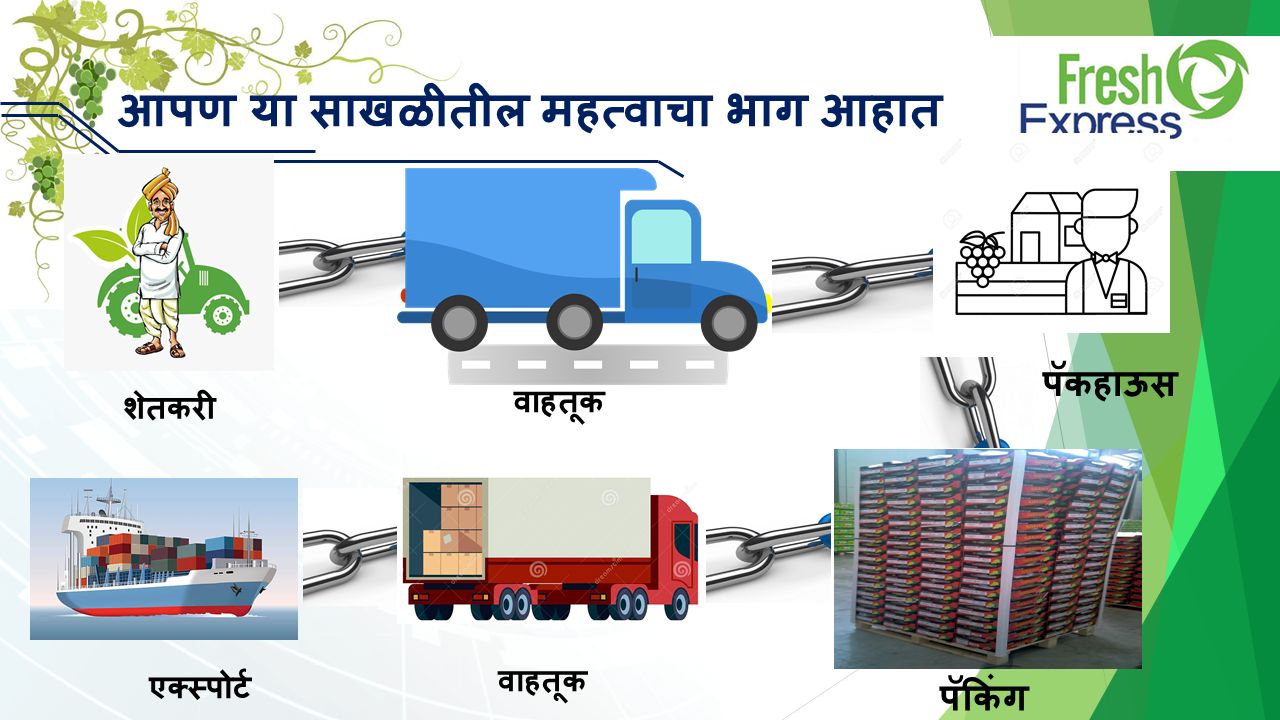 आपण या साखळीतील महत्वाचा भाग आहात
Fresh
Express
शेतकरी
वाहतूक
पॅकहाऊस
एक्स्पोर्ट
वाहतूक
पॅकिंग